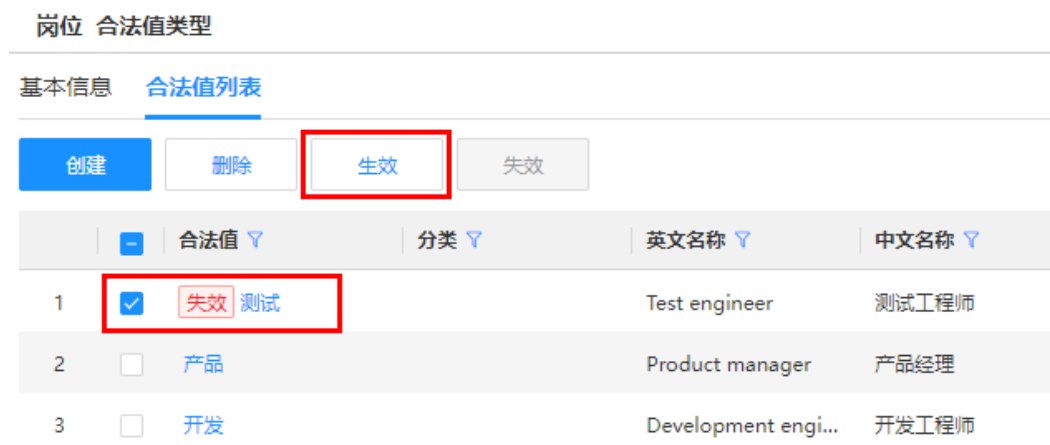 岗位 合法值类型
基本信息 合法值列表
创建 删除 生效 失效
合法值 分类 英文名称 中文名称
1 失效 测试 Test engineer 测试工程师
2 产品 Product manager 产品经理
3 开发 Development engi... 开发工程师